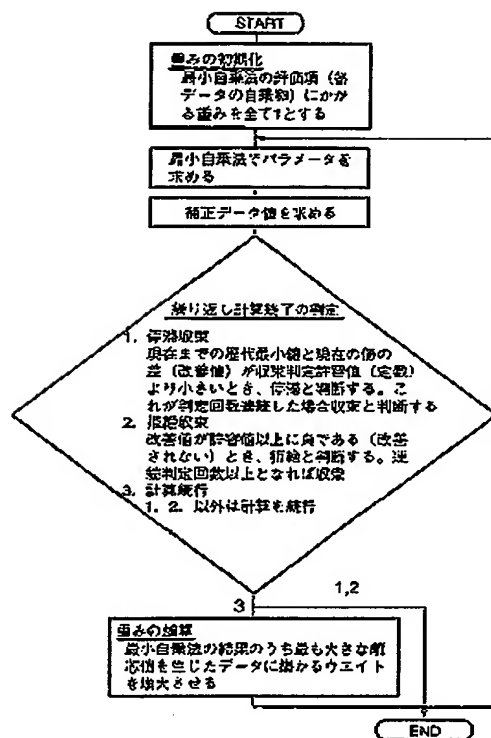 START
重みの初期化
最小自乗法の評価項（各
データの自乗物）にかか
る重みを全て1とする
最小自乗法でパラメータを
求める
補正データ値を求める
繰り返し計算終了の判定
1. 停滞収束
現在までの歴代最小値と現在の値の
差（改善値）が収束判定許容値（定数）
より小さいとき、停滞と判断する。こ
れが判定回数連続した場合収束と判断する
2. 収束
改善値が許容値以上に負である（改善
されない）とき、と判断する。連
続判定回数以上となれば収束
3. 計算続行
1、2、以外は計算を続行
3
1,2
重みの加算
最小自乗法の結果のうち最も大きな
を生じたデータに掛かるウエイト
を増大させる
END